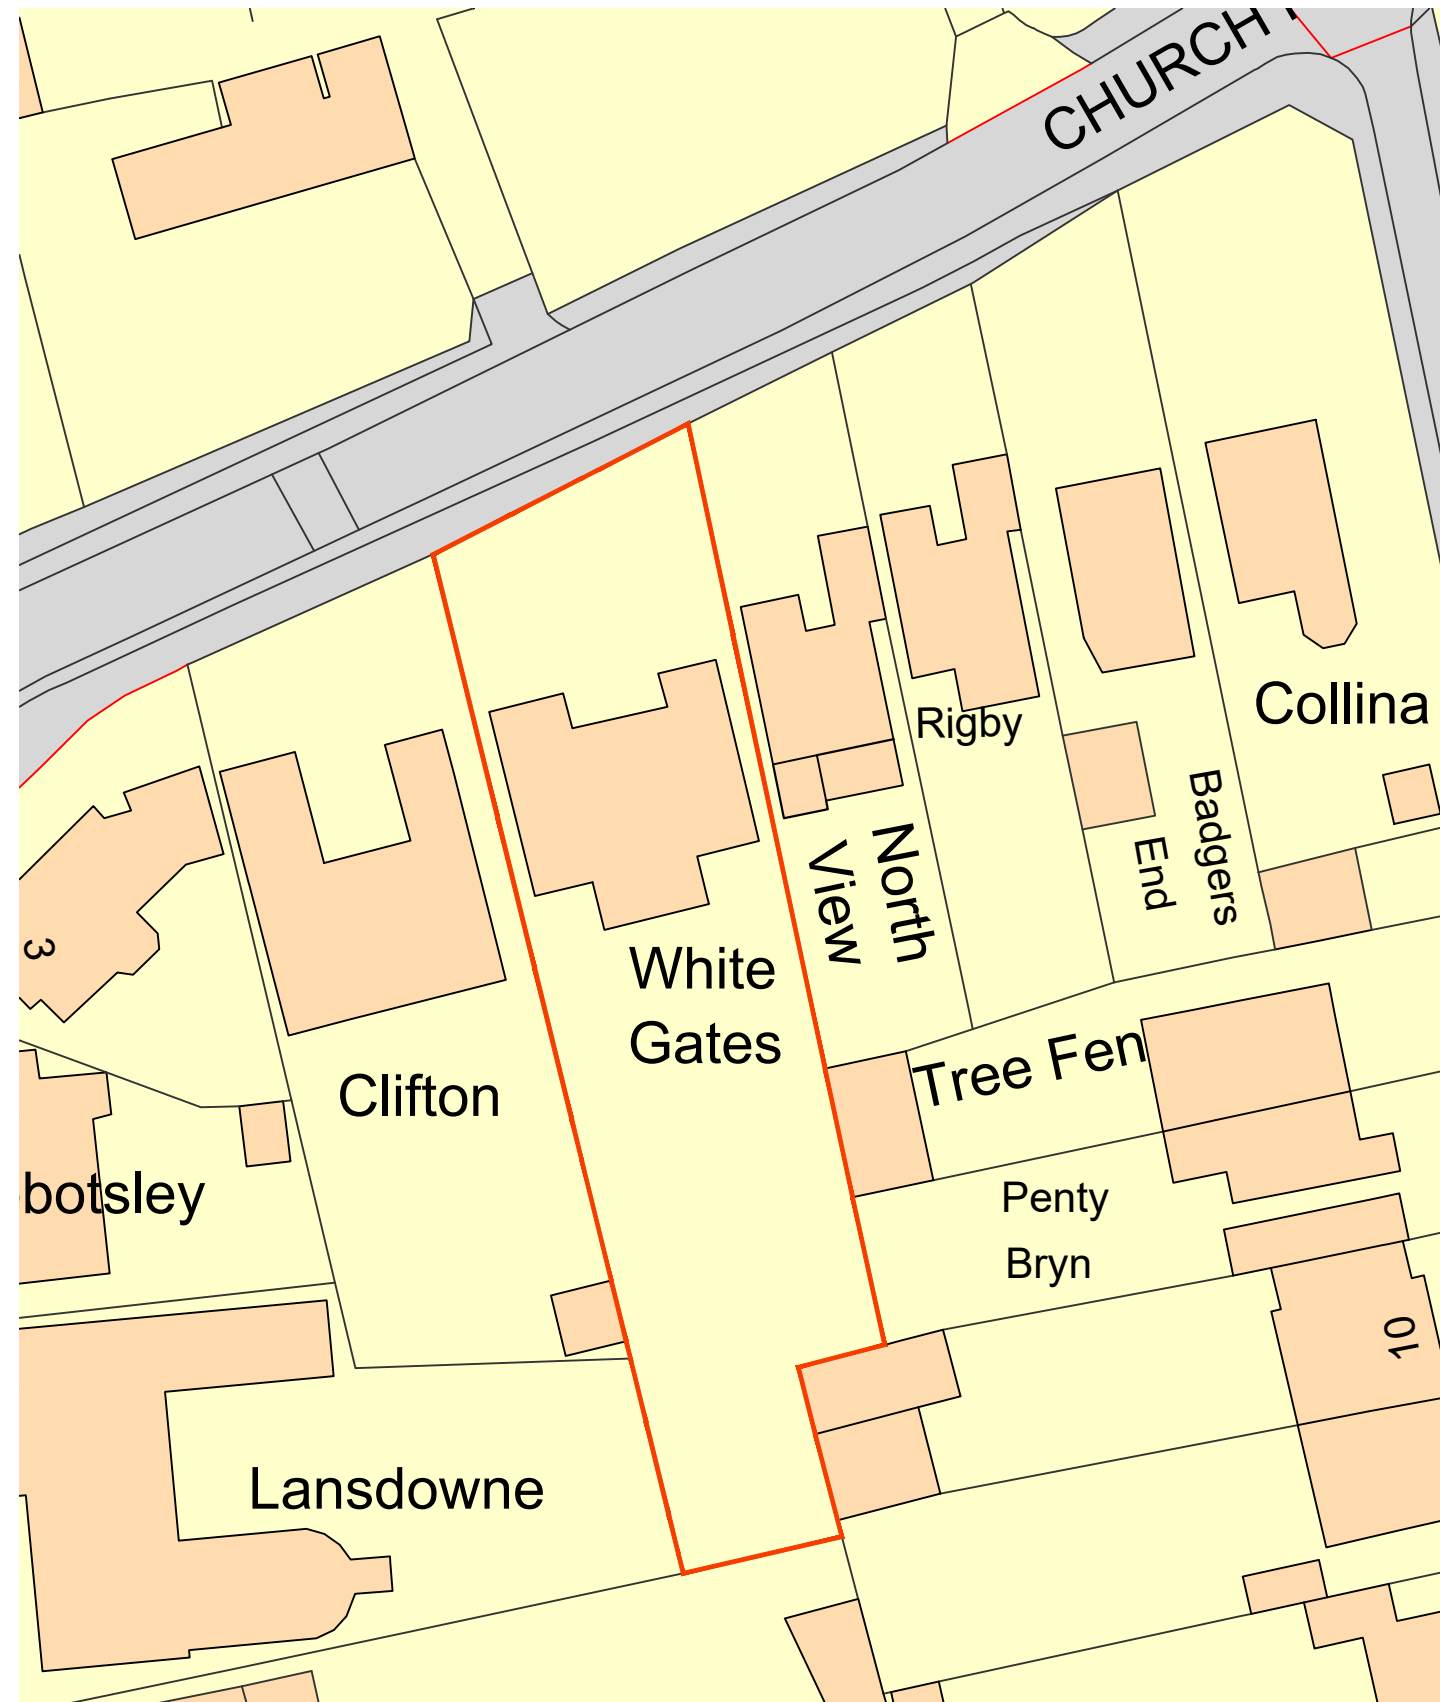 CHURCH
Collina
Rigby
Badgers
End
North
View
3
White
Gates
Tree Fen
Clifton
botsley
Penty
Bryn
10
Lansdowne